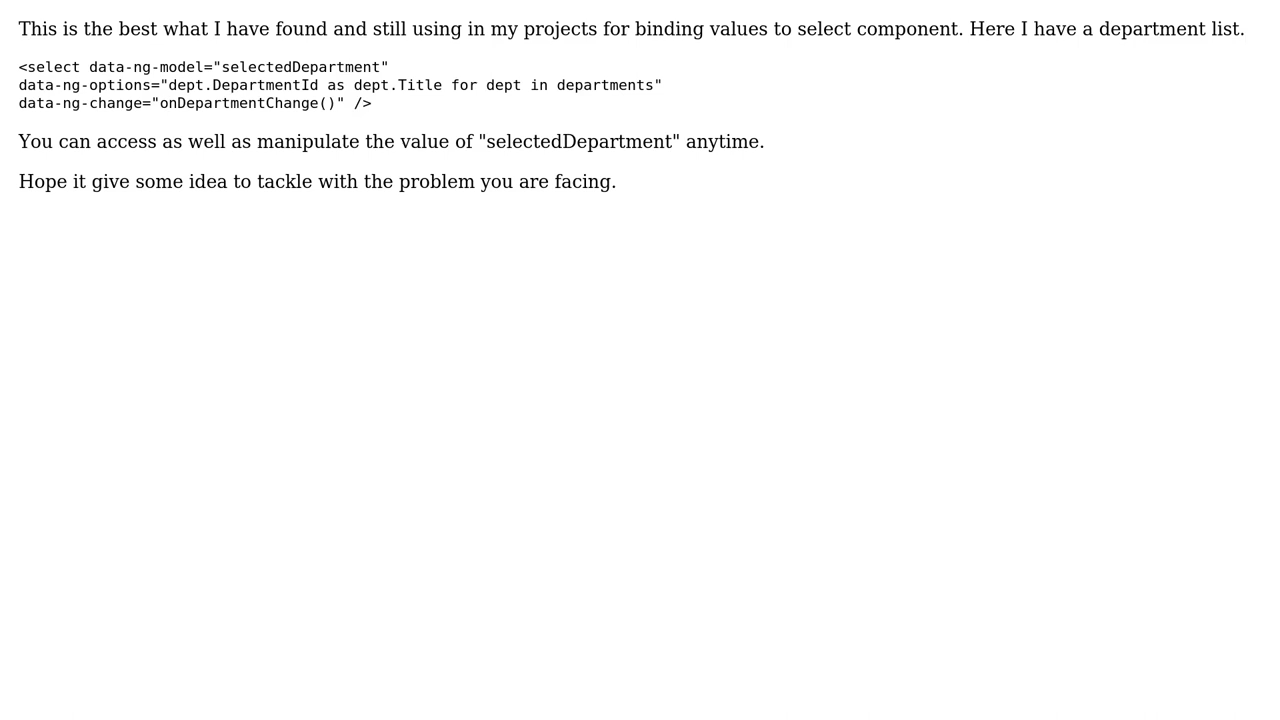 This is the best what I have found and still using in my projects for binding values to select component. Here I have a department list.
<select data-ng-model="selectedDepartment"
data-ng-options="dept.DepartmentId as dept.Title for dept in departments"
data-ng-change="onDepartmentChange()" />
You can access as well as manipulate the value of "selectedDepartment" anytime.
Hope it give some idea to tackle with the problem you are facing.